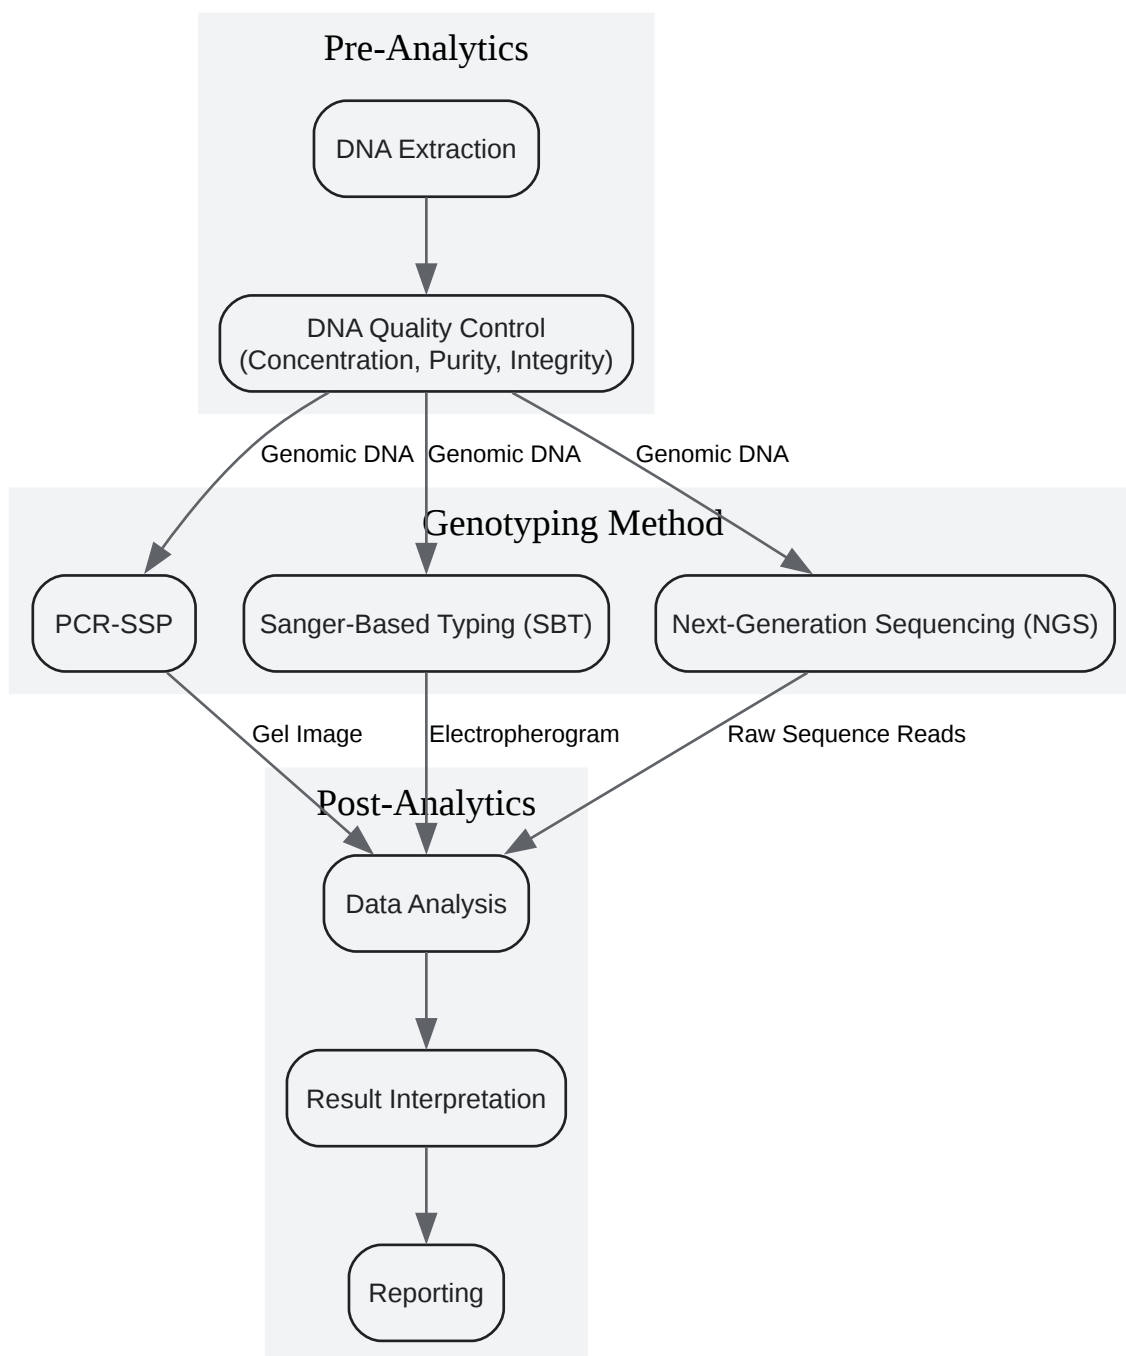 Pre-Analytics
DNA Extraction
DNA Quality Control
(Concentration, Purity, Integrity)
Genomic DNA
Genomic DNA
Genomic DNA
Genotyping Method
PCR-SSP
Sanger-Based Typing (SBT)
Next-Generation Sequencing (NGS)
Gel Image
Electropherogram
Raw Sequence Reads
Post-Analytics
Data Analysis
Result Interpretation
Reporting